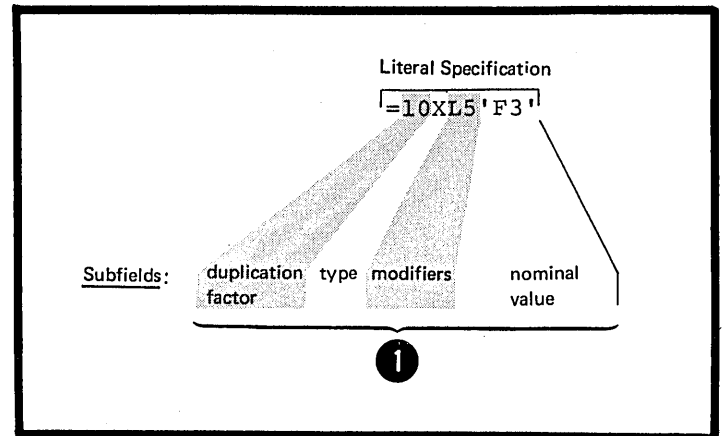 Literal Specification
=10XL5'F3'
Subfields: duplication type modifiers nominal
factor value
1